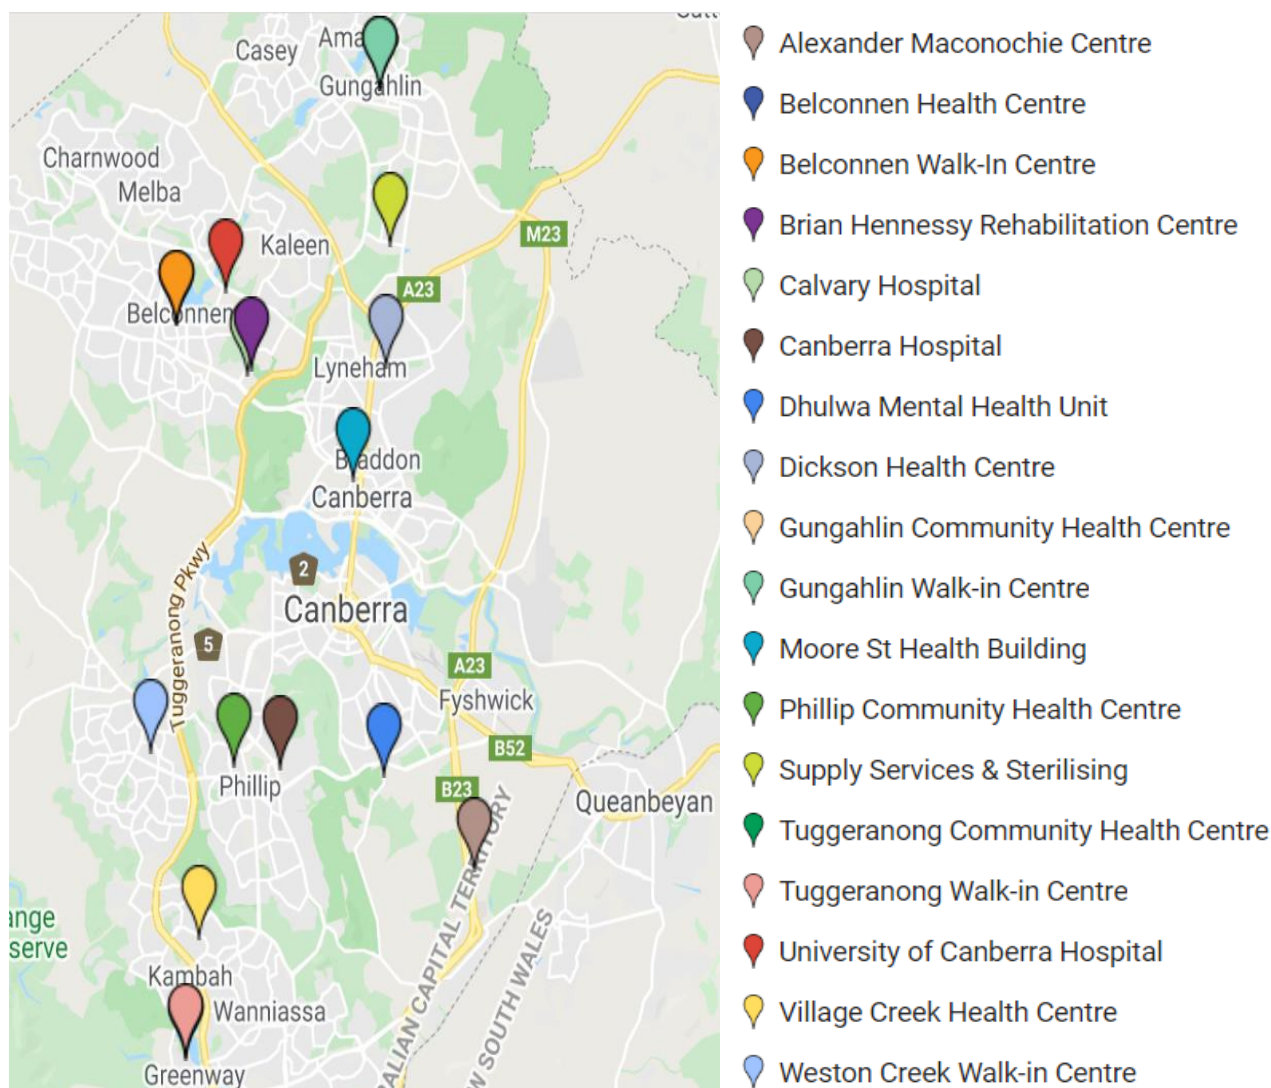 Casey
Ama
Gungahlin
Charnwood
Melba
Kaleen
M23
A23
Belconnen
Lyneham
Braddon
Canberra
2
Tuggeranong Pkwy
Canberra
5
A23
Fyshwick
B52
Phillip
B23
Queanbeyan
ange
serve
Kambah
Wanniassa
Greenway
ALIAN CAPITAL TERRITORY
W SOUTH WALES
Alexander Maconochie Centre
Belconnen Health Centre
Belconnen Walk-In Centre
Brian Hennessy Rehabilitation Centre
Calvary Hospital
Canberra Hospital
Dhulwa Mental Health Unit
Dickson Health Centre
Gungahlin Community Health Centre
Gungahlin Walk-in Centre
Moore St Health Building
Phillip Community Health Centre
Supply Services & Sterilising
Tuggeranong Community Health Centre
Tuggeranong Walk-in Centre
University of Canberra Hospital
Village Creek Health Centre
Weston Creek Walk-in Centre